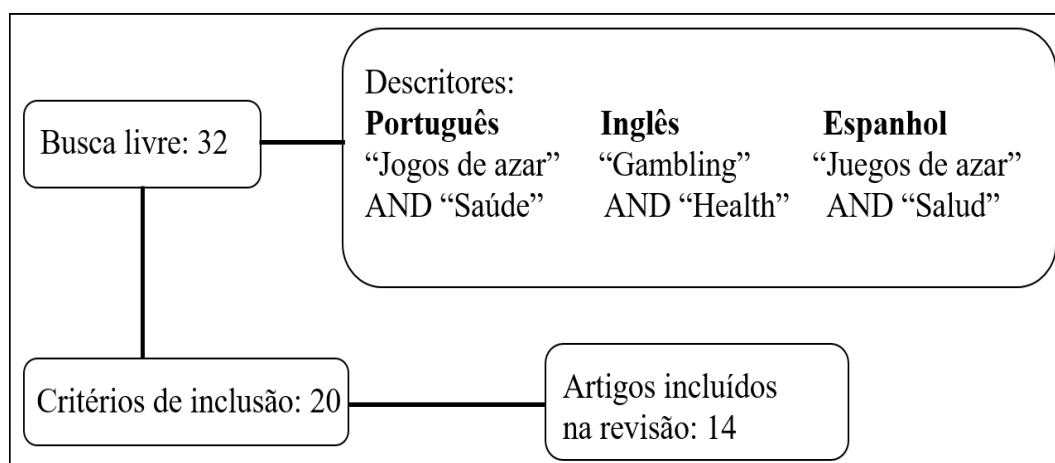 Busca livre: 32
Descritores:
Português Inglês Espanhol
“Jogos de azar” “Gambling” “Juegos de azar”
AND “Saúde” AND “Health” AND “Salud”
Critérios de inclusão: 20
Artigos incluídos
na revisão: 14